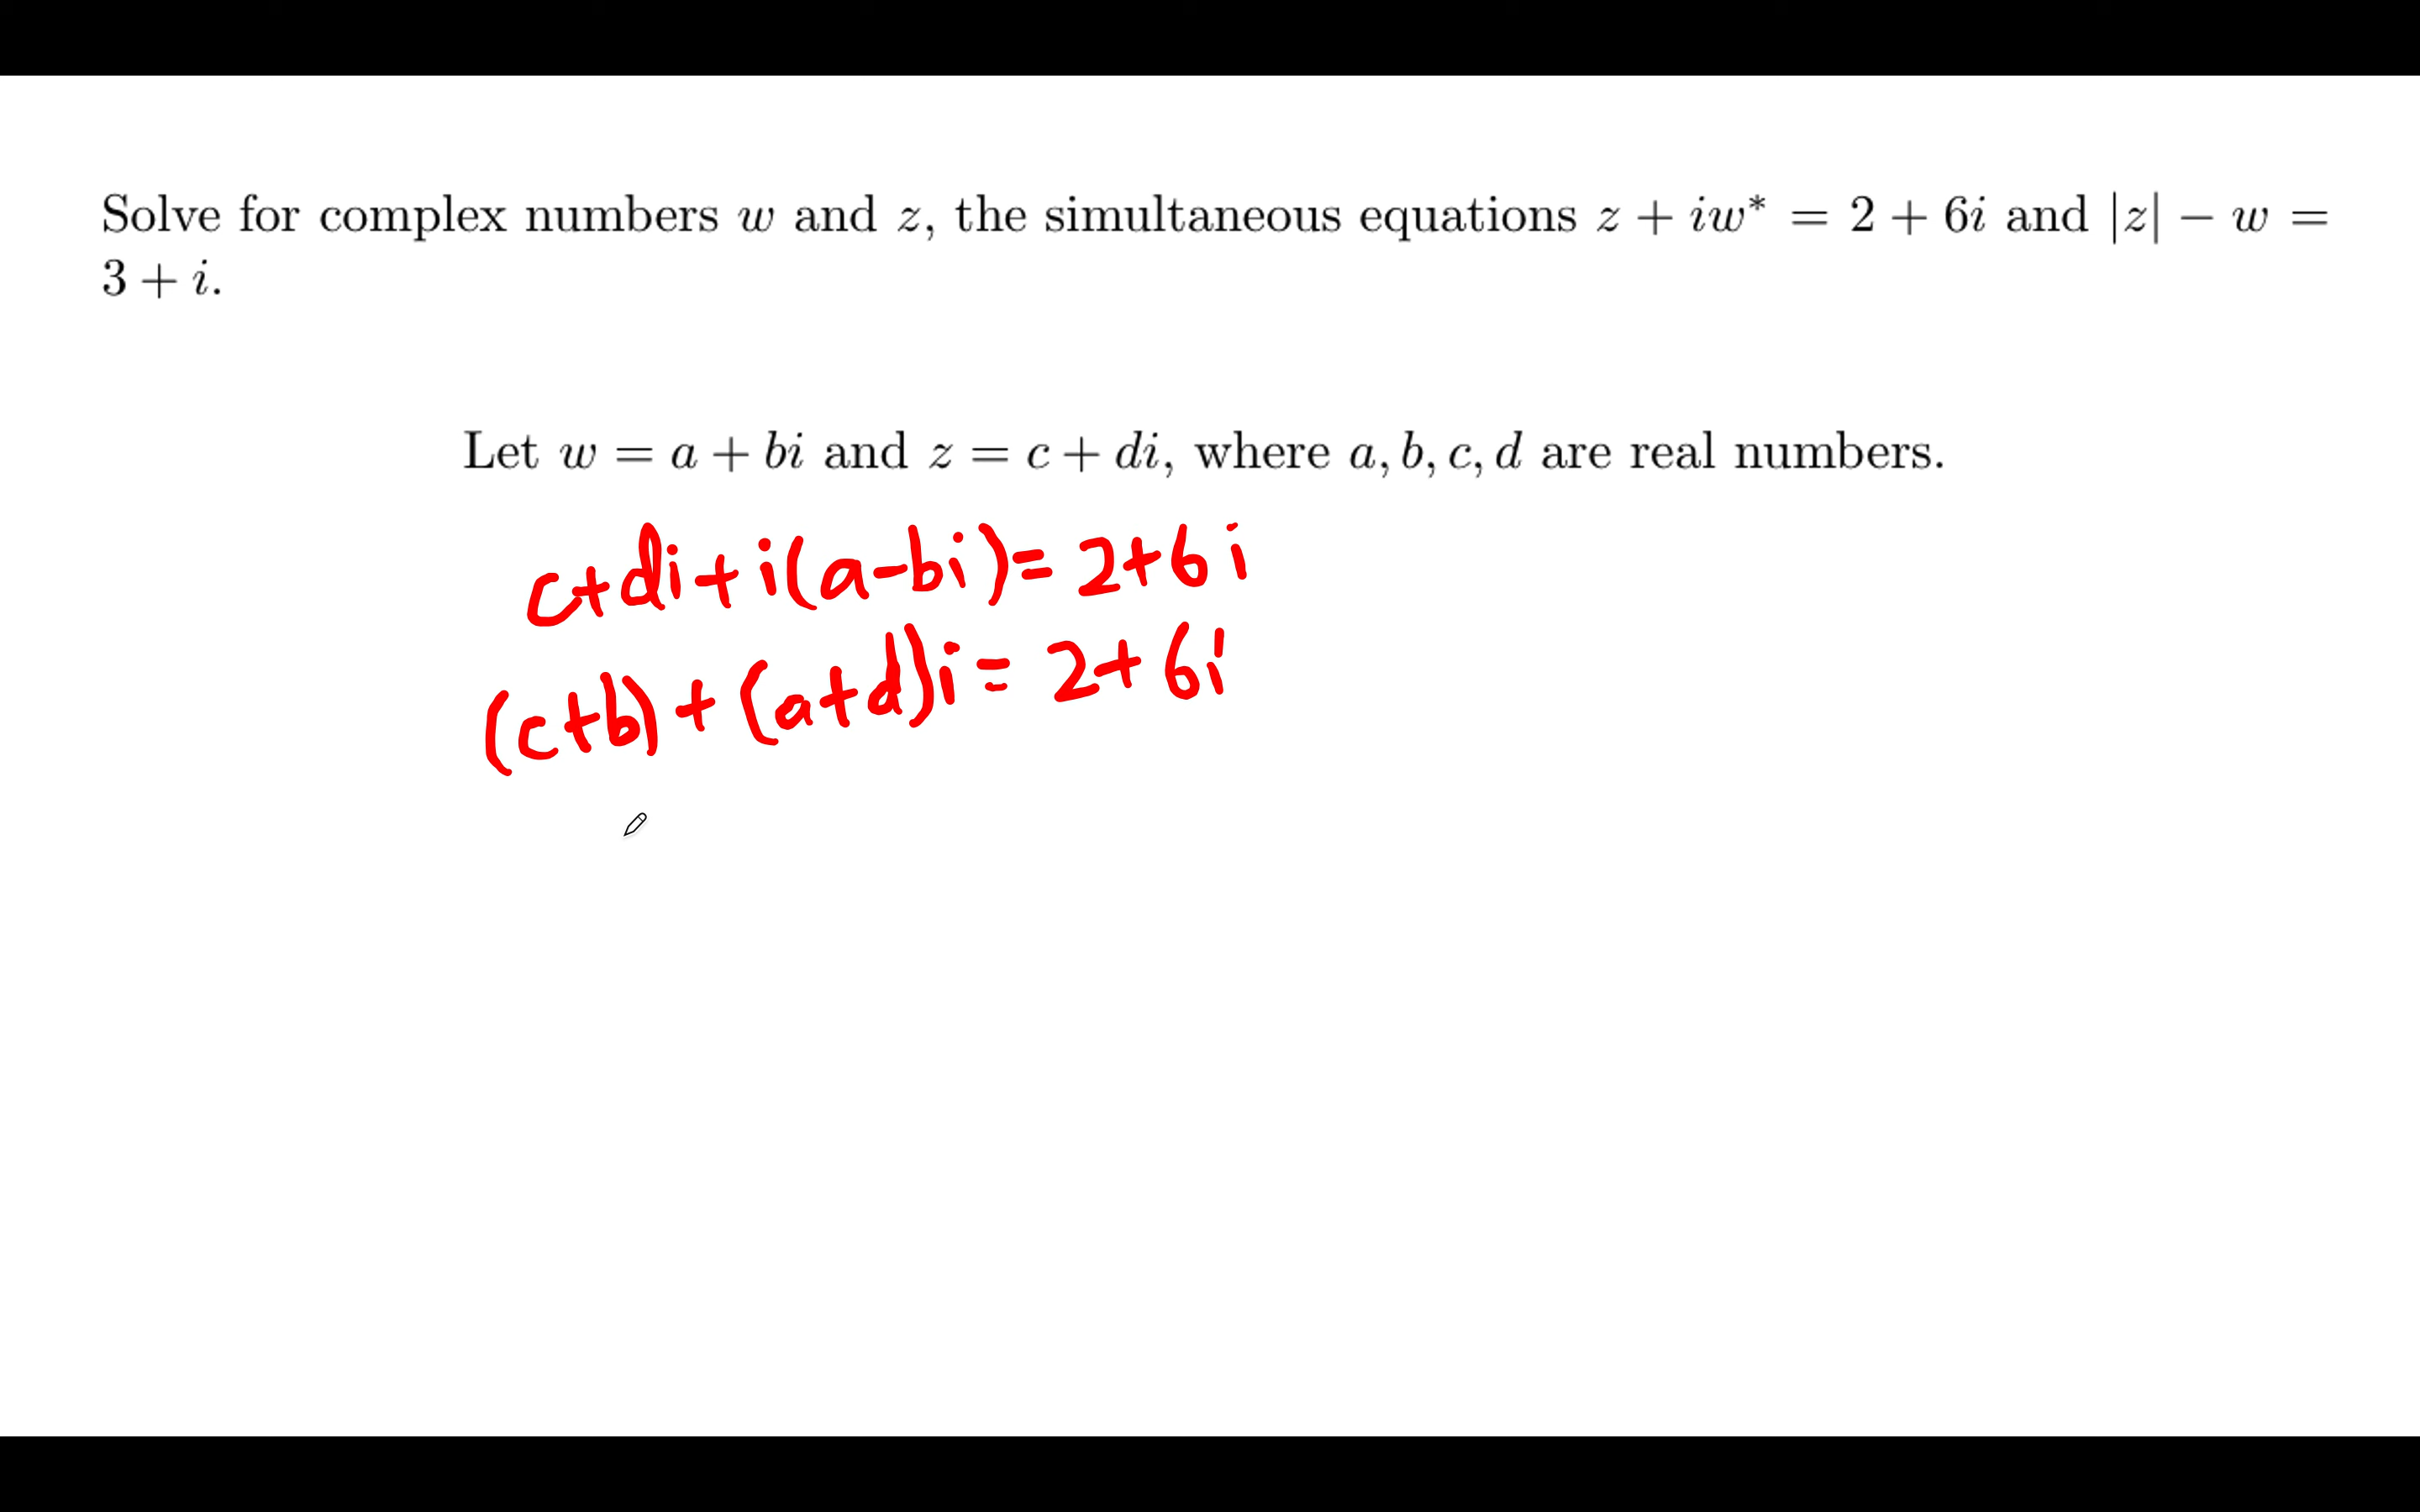 Solve for complex numbers w and z, the simultaneous equations z + iw* = 2 + 6i and |z| − w =
3 + i.
Let w = a + bi and z = c + di, where a, b, c, d are real numbers.
c+di+i(a-bi)=2+6i
(c+b)+(a+d)i=2+6i